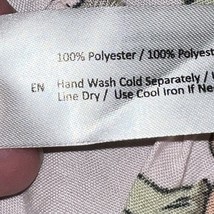 100% Polyester / 100% Polyest
EN Hand Wash Cold Separately /
Line Dry / Use Cool Iron If Ne